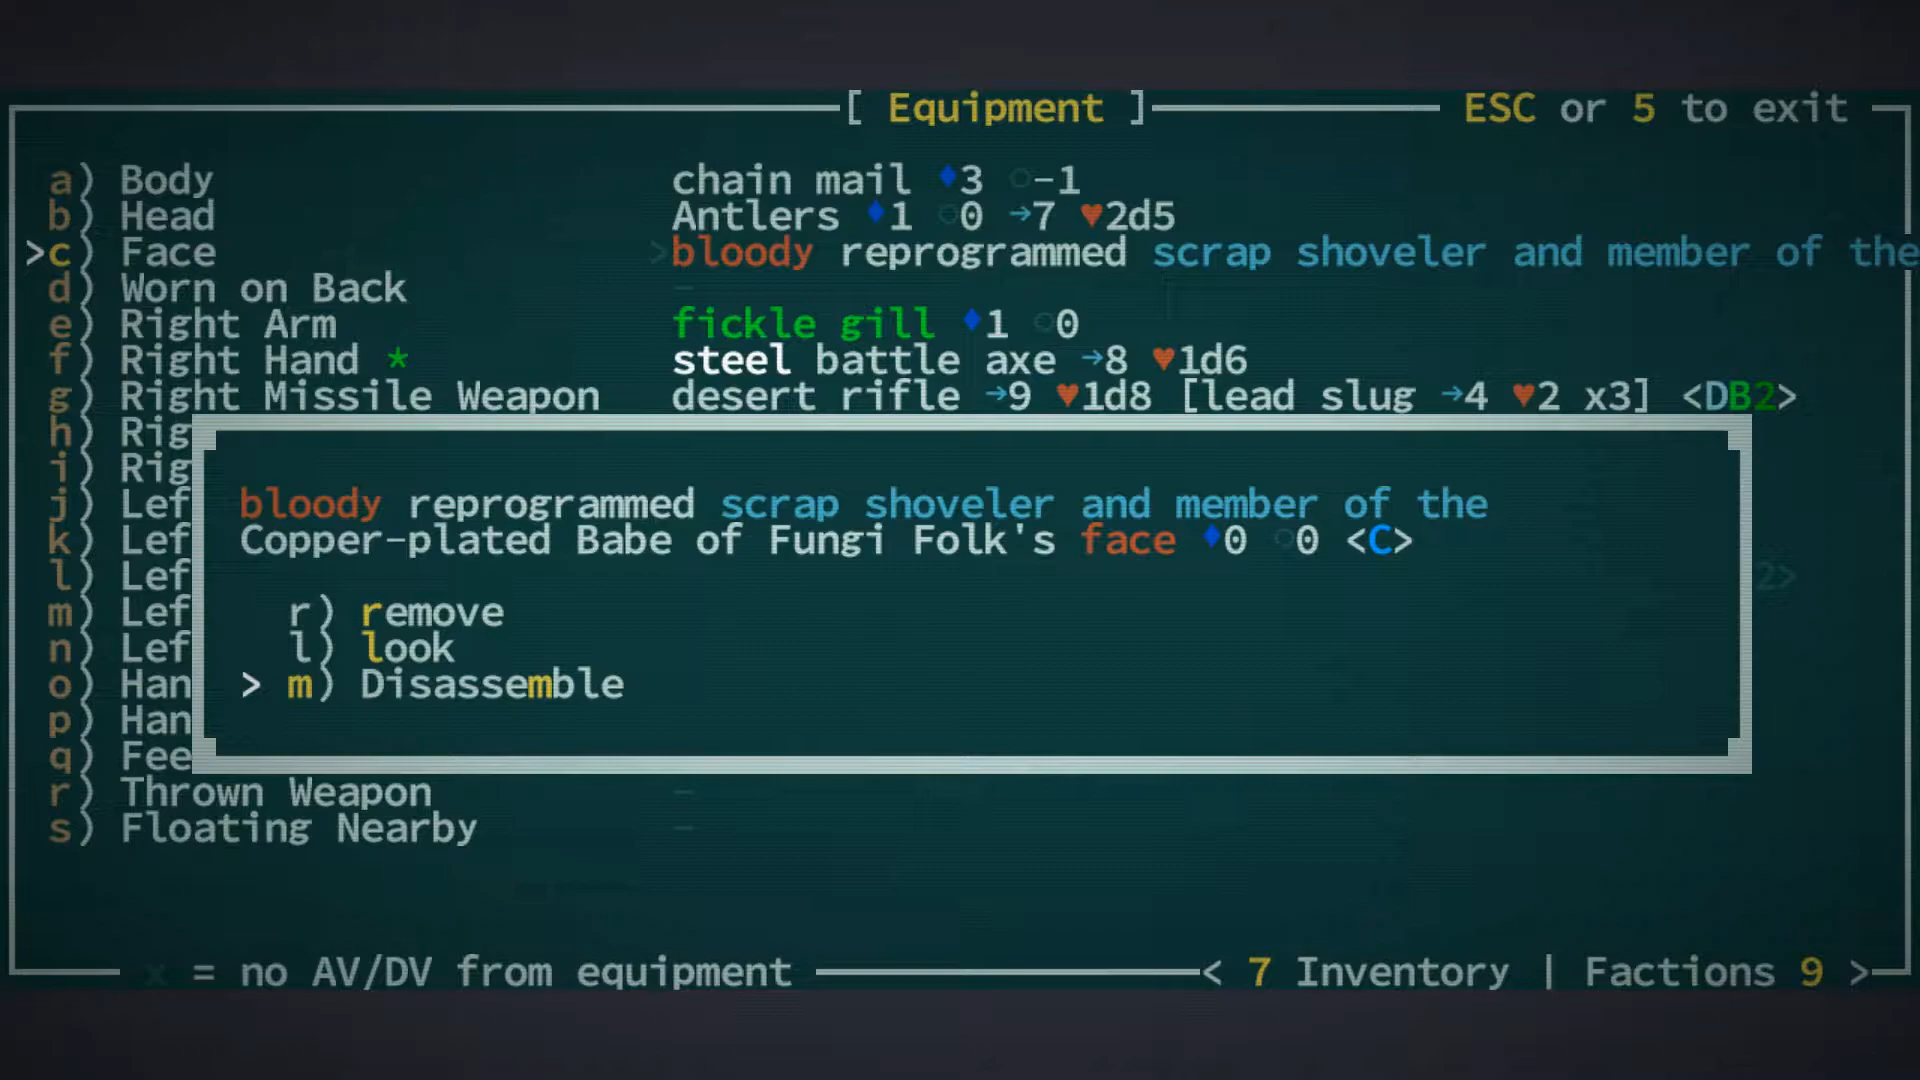 [ Equipment ] ESC or 5 to exit
a) Body chain mail ♦3 ○-1
b) Head Antlers ♦1 ○0 →7 ♥2d5
>c) Face >bloody reprogrammed scrap shoveler and member of the
d) Worn on Back -
e) Right Arm fickle gill ♦1 ○0
f) Right Hand * steel battle axe →8 ♥1d6
g) Right Missile Weapon desert rifle →9 ♥1d8 [lead slug →4 ♥2 x3] <DB2>
h) Rig
i) Rig
j) Lef
k) Lef
l) Lef 2>
m) Lef
n) Lef
o) Han
p) Han
q) Fee
r) Thrown Weapon -
s) Floating Nearby -
bloody reprogrammed scrap shoveler and member of the
Copper-plated Babe of Fungi Folk's face ♦0 ○0 <C>
r) remove
l) look
> m) Disassemble
x = no AV/DV from equipment < 7 Inventory | Factions 9 >